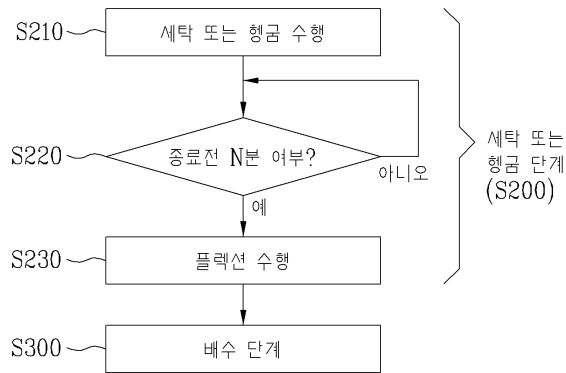 S210
세탁 또는 헹굼 수행
S220
종료전 N분 여부?
아니오
예
S230
플렉션 수행
S300
배수 단계
세탁 또는
헹굼 단계
(S200)